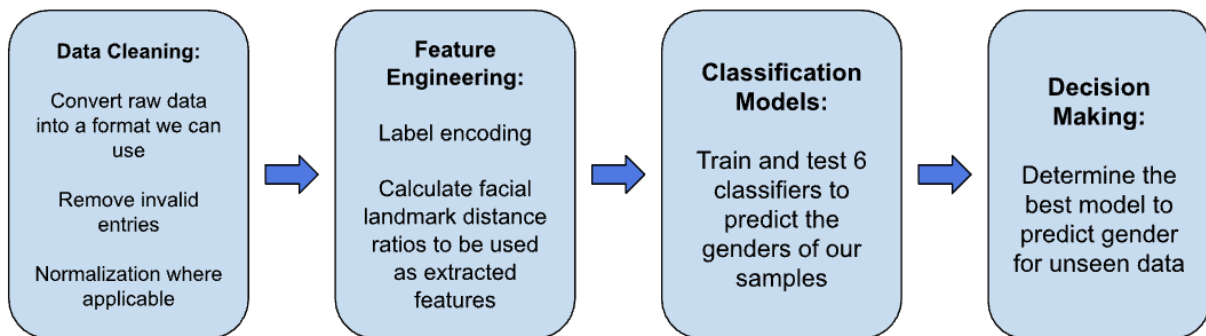 Data Cleaning:
Convert raw data
into a format we can
use
Remove invalid
entries
Normalization where
applicable
Feature
Engineering:
Label encoding
Calculate facial
landmark distance
ratios to be used
as extracted
features
Classification
Models:
Train and test 6
classifiers to
predict the
genders of our
samples
Decision
Making:
Determine the
best model to
predict gender
for unseen data